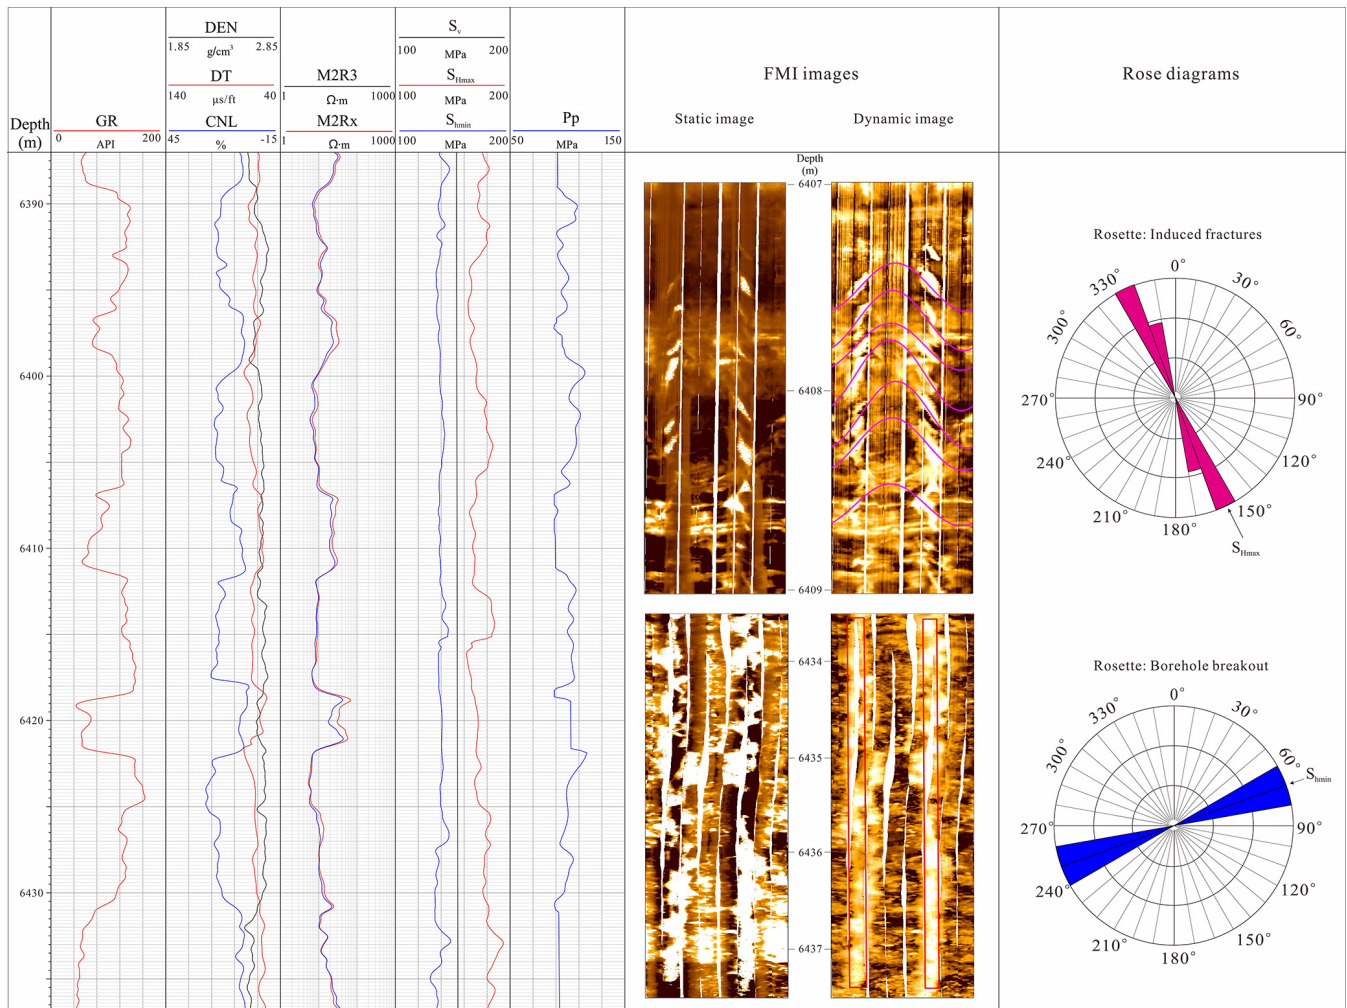 Depth
(m)
GR
0 200
API
DEN
1.85 2.85
g/cm³
DT
140 40
μs/ft
CNL
45 -15
%
M2R3
1 1000
Ω·m
M2Rx
1 1000
Ω·m
Sv
100 200
MPa
SHmax
100 200
MPa
Shmin
100 200
MPa
Pp
50 150
MPa
FMI images
Static image Dynamic image
Rose diagrams
6390
6400
6410
6420
6430
Depth
(m)
6407
6408
6409
6434
6435
6436
6437
Rosette: Induced fractures
0°
30°
60°
90°
120°
150°
180°
210°
240°
270°
300°
330°
SHmax
Rosette: Borehole breakout
0°
30°
60°
Shmin
90°
120°
150°
180°
210°
240°
270°
300°
330°